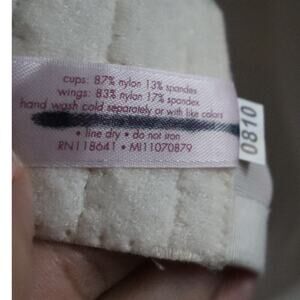 cups: 87% nylon 13% spandex
wings: 83% nylon 17% spandex
hand wash cold separately or with like colors
• line dry • do not iron
RN118641 • MI11070879
0810